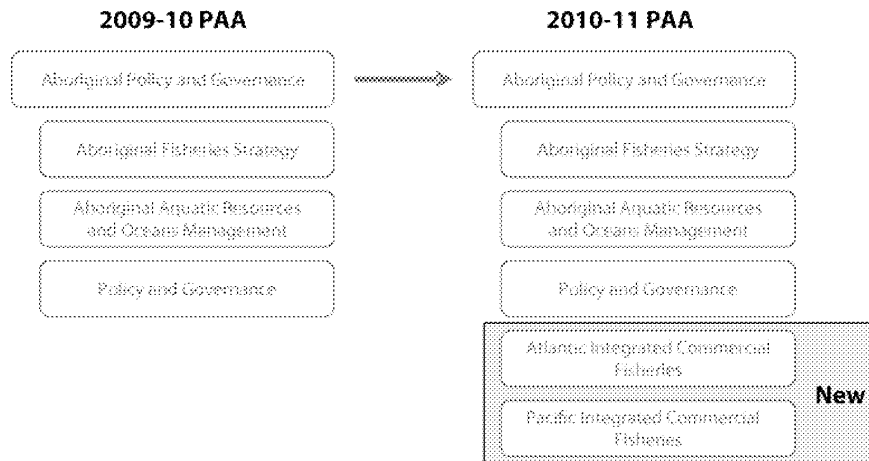 2009-10 PAA
2010-11 PAA
Aboriginal Policy and Governance
Aboriginal Policy and Governance
Aboriginal Fisheries Strategy
Aboriginal Fisheries Strategy
Aboriginal Aquatic Resources
and Oceans Management
Aboriginal Aquatic Resources
and Oceans Management
Policy and Governance
Policy and Governance
Atlantic Integrated Commercial
Fisheries
New
Pacific Integrated Commercial
Fisheries